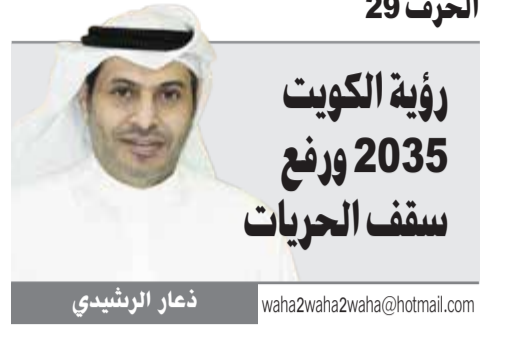 الحرف 29
رؤية الكويت
2035 ورفع
سقف الحريات
ذعار الرشيدي
waha2waha2waha@hotmail.com